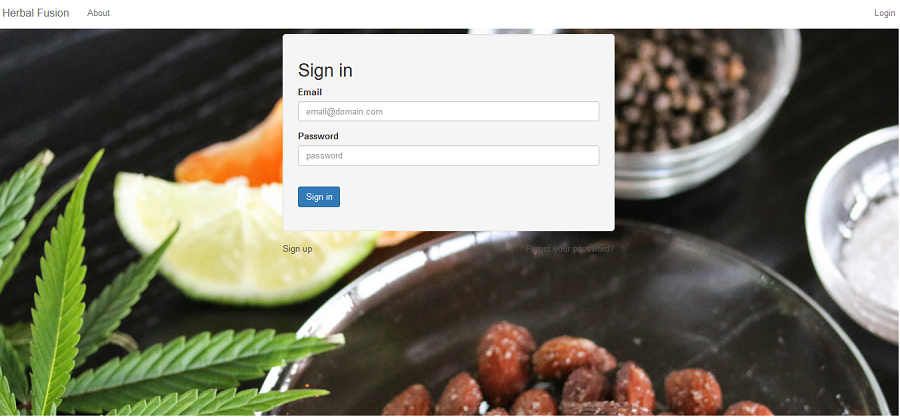 Herbal Fusion About Login
Sign in
Email
email@domain.com
Password
password
Sign in
Sign up Forgot your password?